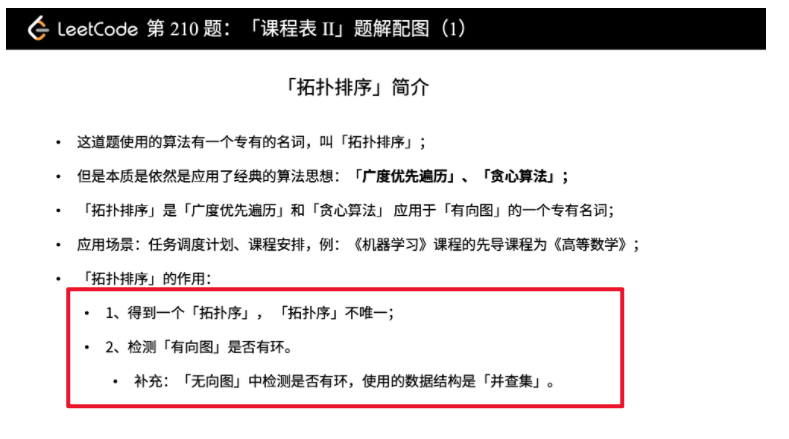 LeetCode 第 210 题：「课程表 II」题解配图（1）
「拓扑排序」简介
• 这道题使用的算法有一个专有的名词，叫「拓扑排序」；
• 但是本质是依然是应用了经典的算法思想：「广度优先遍历」、「贪心算法」；
• 「拓扑排序」是「广度优先遍历」和「贪心算法」 应用于「有向图」的一个专有名词；
• 应用场景：任务调度计划、课程安排，例：《机器学习》课程的先导课程为《高等数学》；
• 「拓扑排序」的作用：
• 1、得到一个「拓扑序」，「拓扑序」不唯一；
• 2、检测「有向图」是否有环。
• 补充：「无向图」中检测是否有环，使用的数据结构是「并查集」。